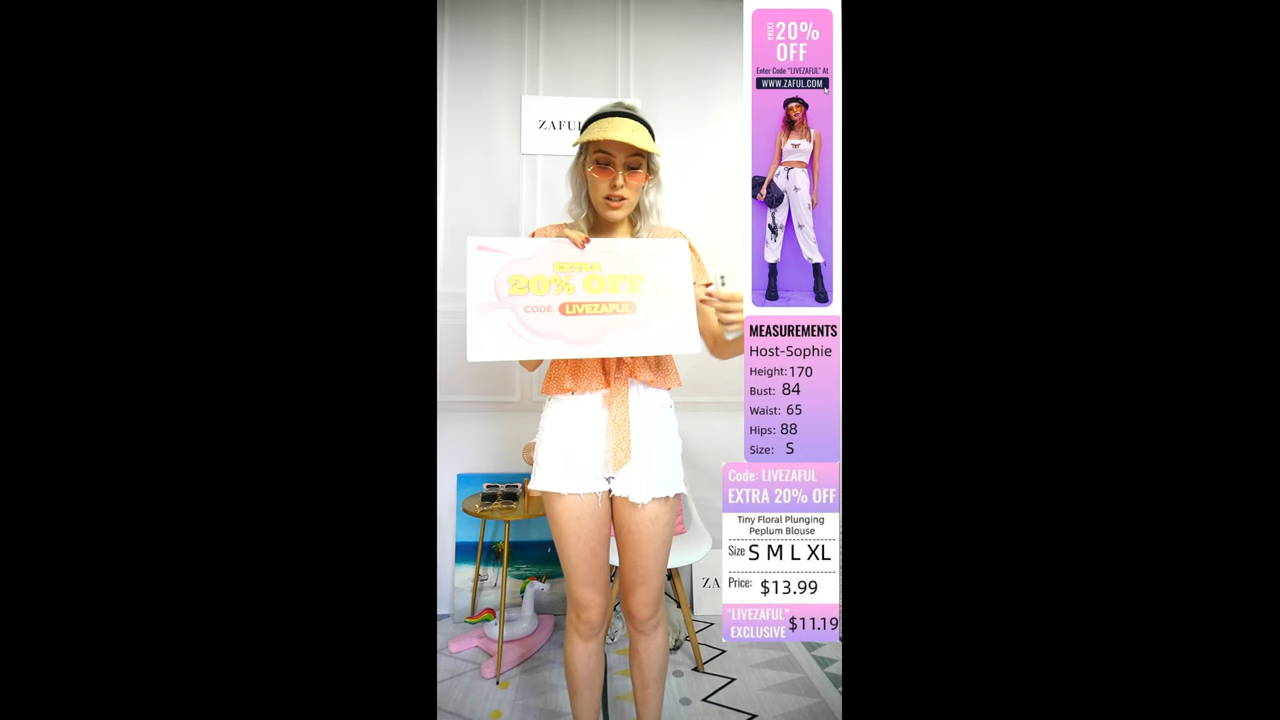 ZAFUL
EXTRA
20% OFF
CODE: LIVEZAFUL
EXTRA 20%
OFF
Enter Code "LIVEZAFUL" At
WWW.ZAFUL.COM
MEASUREMENTS
Host-Sophie
Height: 170
Bust: 84
Waist: 65
Hips: 88
Size: S
Code: LIVEZAFUL
EXTRA 20% OFF
Tiny Floral Plunging
Peplum Blouse
Size S M L XL
Price: $13.99
"LIVEZAFUL"
EXCLUSIVE $11.19
ZA